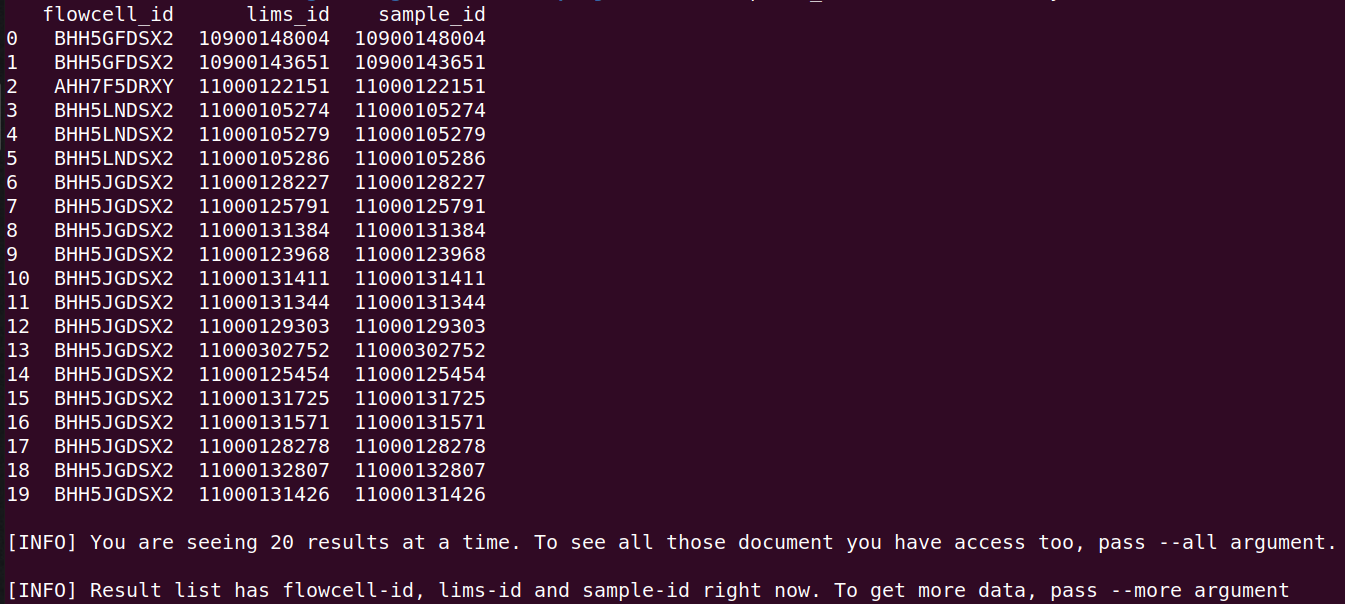 flowcell_id lims_id sample_id
0 BHH5GFDSX2 10900148004 10900148004
1 BHH5GFDSX2 10900143651 10900143651
2 AHH7F5DRXY 11000122151 11000122151
3 BHH5LNDSX2 11000105274 11000105274
4 BHH5LNDSX2 11000105279 11000105279
5 BHH5LNDSX2 11000105286 11000105286
6 BHH5JGDSX2 11000128227 11000128227
7 BHH5JGDSX2 11000125791 11000125791
8 BHH5JGDSX2 11000131384 11000131384
9 BHH5JGDSX2 11000123968 11000123968
10 BHH5JGDSX2 11000131411 11000131411
11 BHH5JGDSX2 11000131344 11000131344
12 BHH5JGDSX2 11000129303 11000129303
13 BHH5JGDSX2 11000302752 11000302752
14 BHH5JGDSX2 11000125454 11000125454
15 BHH5JGDSX2 11000131725 11000131725
16 BHH5JGDSX2 11000131571 11000131571
17 BHH5JGDSX2 11000128278 11000128278
18 BHH5JGDSX2 11000132807 11000132807
19 BHH5JGDSX2 11000131426 11000131426
[INFO] You are seeing 20 results at a time. To see all those document you have access too, pass --all argument.
[INFO] Result list has flowcell-id, lims-id and sample-id right now. To get more data, pass --more argument